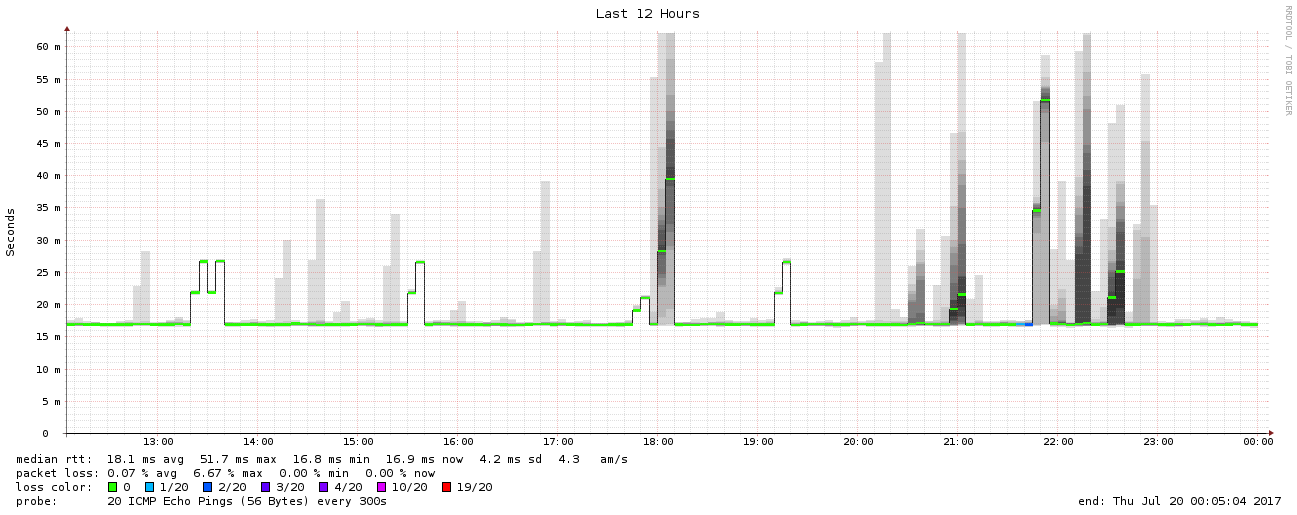 Last 12 Hours
RRDTOOL / TOBI OETIKER
Seconds
60 m
55 m
50 m
45 m
40 m
35 m
30 m
25 m
20 m
15 m
10 m
5 m
0
13:00 14:00 15:00 16:00 17:00 18:00 19:00 20:00 21:00 22:00 23:00 00:00
median rtt: 18.1 ms avg 51.7 ms max 16.8 ms min 16.9 ms now 4.2 ms sd 4.3 am/s
packet loss: 0.07 % avg 6.67 % max 0.00 % min 0.00 % now
loss color: 0 1/20 2/20 3/20 4/20 10/20 19/20
probe: 20 ICMP Echo Pings (56 Bytes) every 300s end: Thu Jul 20 00:05:04 2017